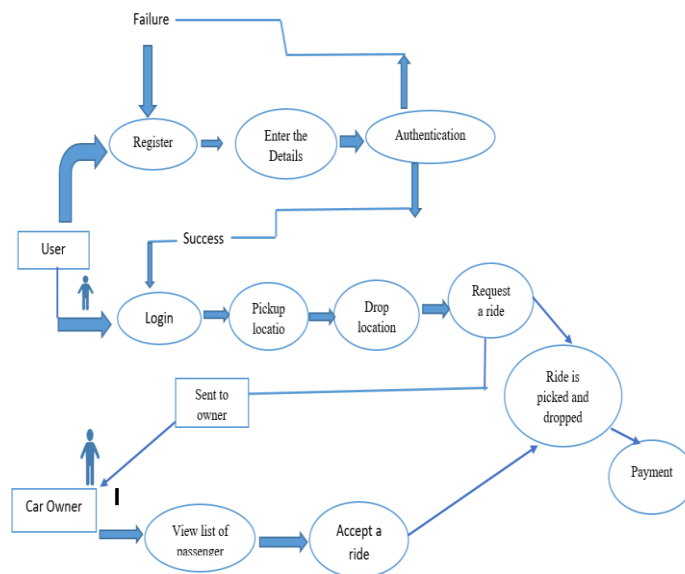 Failure
Register
Enter the
Details
Authentication
User
Success
Login
Pickup
locatio
Drop
location
Request
a ride
Ride is
picked and
dropped
Sent to
owner
Payment
Car Owner
View list of
passenger
Accept a
ride